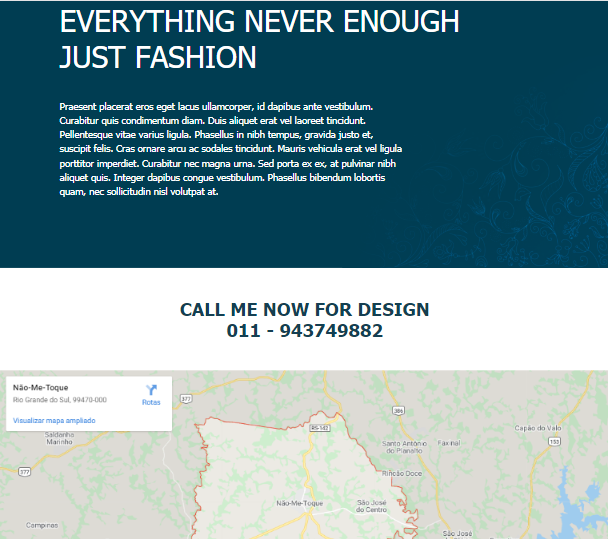 EVERYTHING NEVER ENOUGH
JUST FASHION
Praesent placerat eros eget lacus ullamcorper, id dapibus ante vestibulum.
Curabitur quis condimentum diam. Duis aliquet erat vel laoreet tincidunt.
Pellentesque vitae varius ligula. Phasellus in nibh tempus, gravida justo et,
suscipit felis. Cras ornare arcu ac sodales tincidunt. Mauris vehicula erat vel ligula
porttitor imperdiet. Curabitur nec magna urna. Sed porta ex ex, at pulvinar nibh
aliquet quis. Integer dapibus congue vestibulum. Phasellus bibendum lobortis
quam, nec sollicitudin nisl volutpat at.
CALL ME NOW FOR DESIGN
011 - 943749882
Não-Me-Toque
Rio Grande do Sul, 99470-000
Rotas
Visualizar mapa ampliado
377
386
RS-142
Capão do Valo
Saldanha
Marinho
Santo Antônio
do Planalto
Faxinal
153
377
Rincão Doce
Não-Me-Toque
São José
do Centro
Campinas
São José